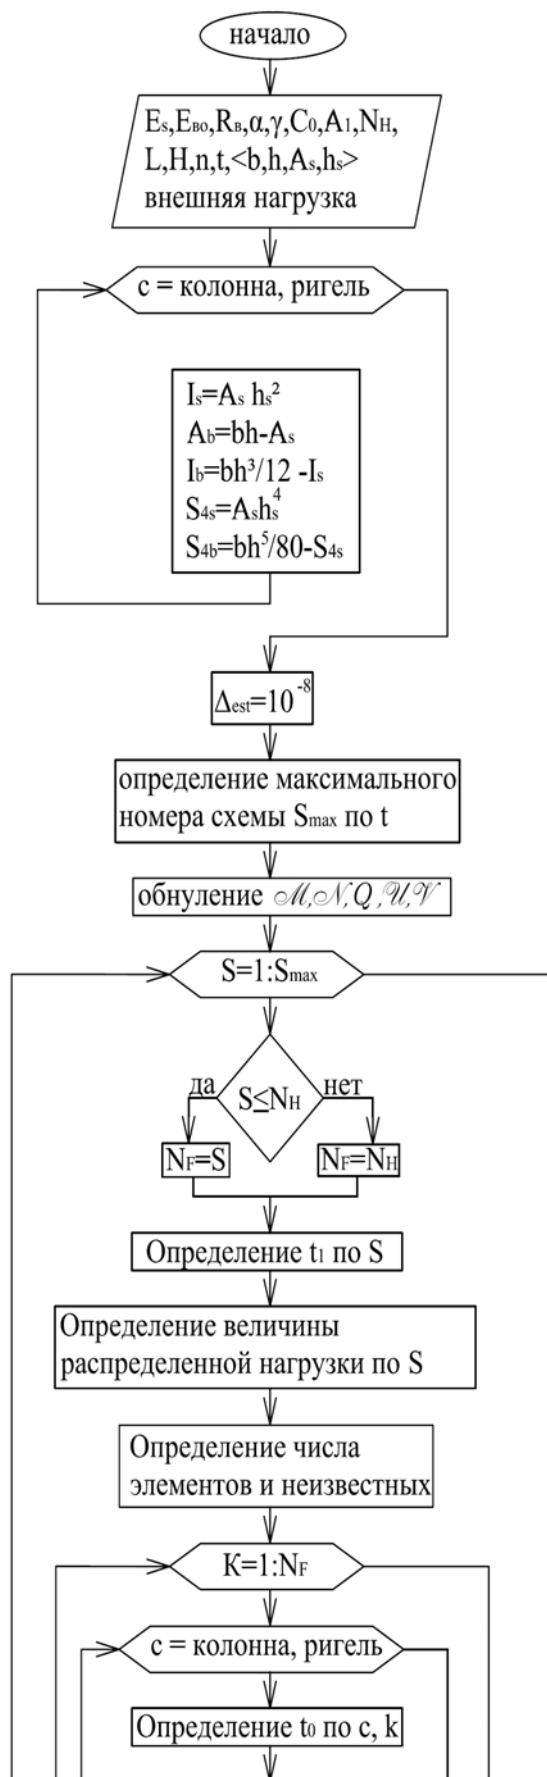 начало
Es,Eво,Rв,α,γ,C0,A1,NH,
L,H,n,t,<b,h,As,hs>
внешняя нагрузка
c = колонна, ригель
Is=As hs²
Ab=bh-As
Ib=bh³/12 -Is
S4s=Ashs⁴
S4b=bh⁵/80-S4s
Δest=10⁻⁸
определение максимального
номера схемы Smax по t
обнуление ℳ,𝒩,Q,𝒰,𝒱
S=1:Smax
да
S≤NH
нет
NF=S
NF=NH
Определение t1 по S
Определение величины
распределенной нагрузки по S
Определение числа
элементов и неизвестных
К=1:NF
c = колонна, ригель
Определение t0 по c, k